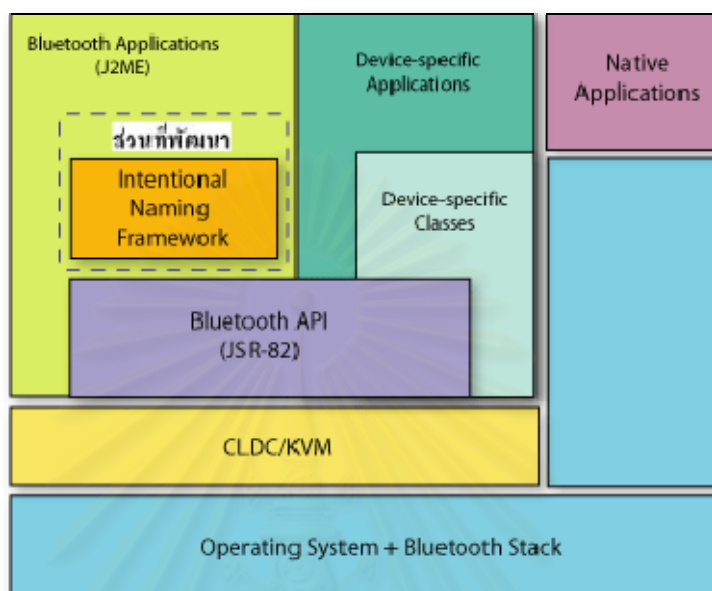 Bluetooth Applications
(J2ME)
Device-specific
Applications
Native
Applications
ส่วนที่พัฒนา
Intentional
Naming
Framework
Device-specific
Classes
Bluetooth API
(JSR-82)
CLDC/KVM
Operating System + Bluetooth Stack